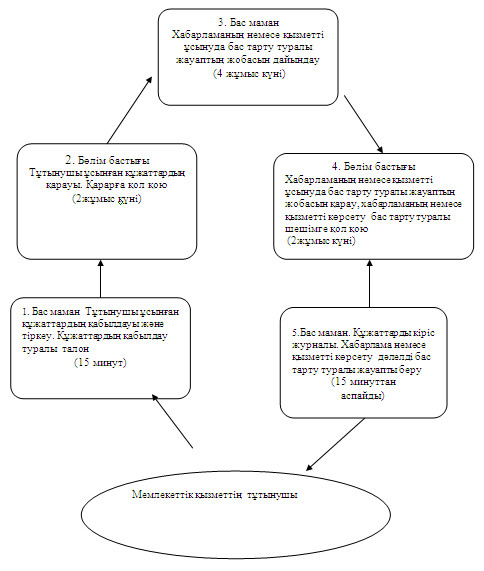 3. Бас маман
Хабарламаның немесе қызметті
ұсынуда бас тарту туралы
жауаптың жобасын дайындау
(4 жұмыс күні)
2. Бөлім бастығы
Тұтынушы ұсынған құжаттардың
қарауы. Қарарға қол қою
(2жұмыс күні)
4. Бөлім бастығы
Хабарламаның немесе қызметті
ұсынуда бас тарту туралы жауаптың
жобасын қарау, хабарламаның немесе
қызметті көрсету бас тарту туралы
шешімге қол қою
(2жұмыс күні)
1. Бас маман Тұтынушы ұсынған
құжаттардың қабылдауы және
тіркеу. Құжаттардың қабылдау
туралы талон
(15 минут)
5.Бас маман. Құжаттарды кіріс
журналы. Хабарлама немесе
қызметті көрсету дәлелді бас
тарту туралы жауапты беру
(15 минуттан
аспайды)
Мемлекеттік қызметтің тұтынушы